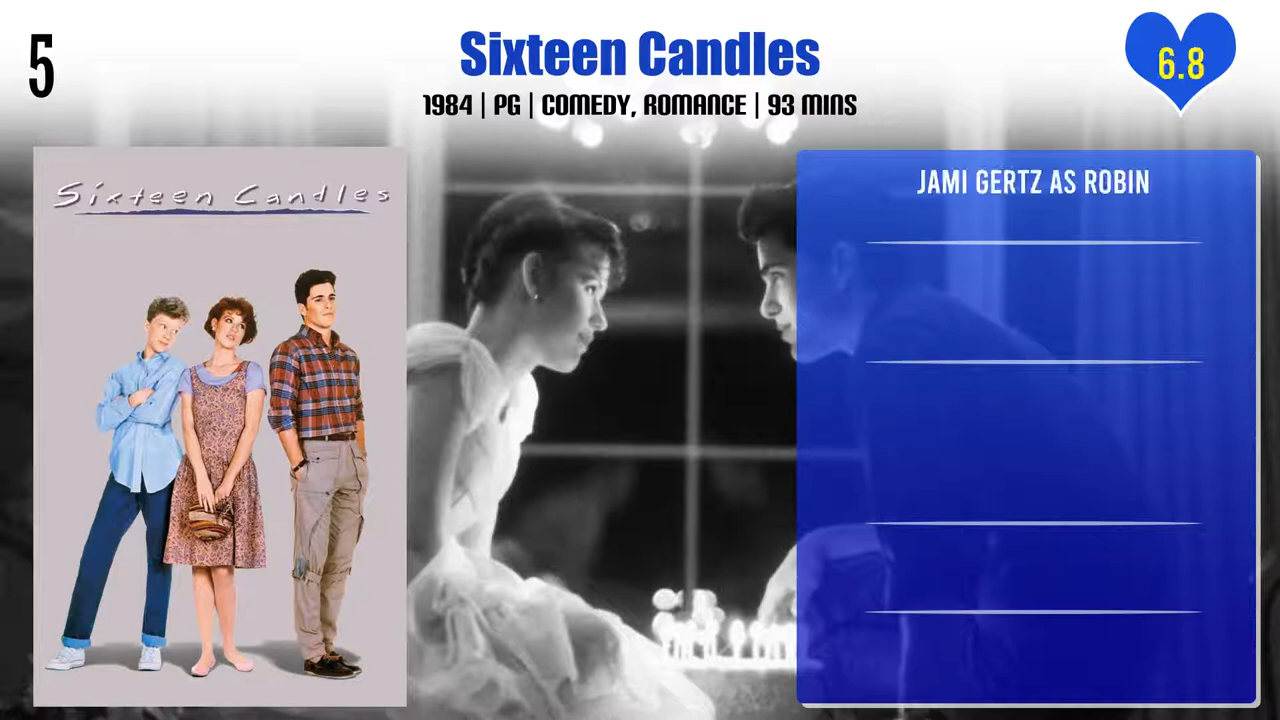 5
Sixteen Candles
1984 | PG | COMEDY, ROMANCE | 93 MINS
6.8
Sixteen Candles
JAMI GERTZ AS ROBIN